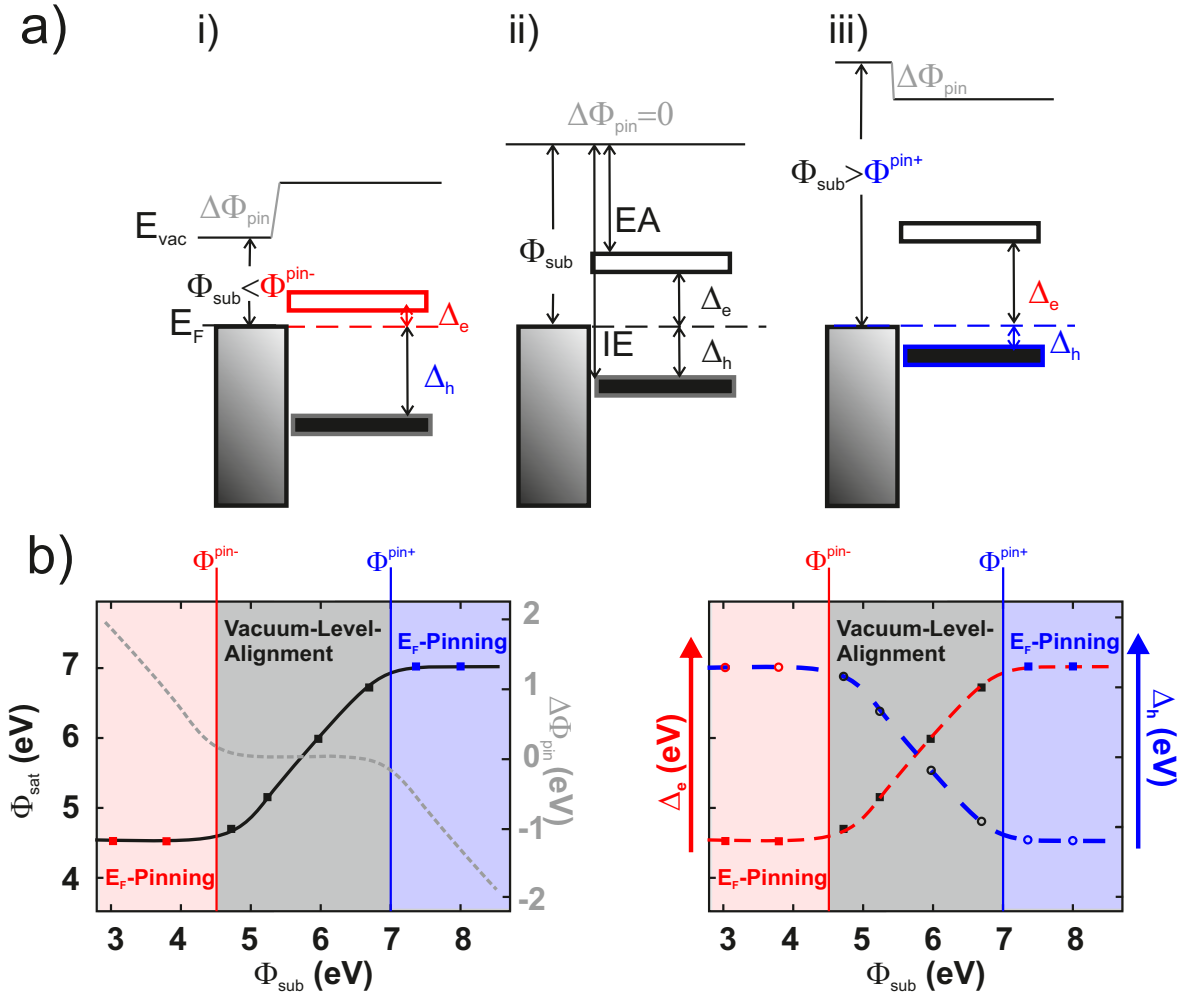 a)
i)
ii)
iii)
ΔΦpin
Evac
Φsub<Φpin-
EF
Δe
Δh
ΔΦpin=0
EA
Φsub
IE
Δe
Δh
ΔΦpin
Φsub>Φpin+
Δe
Δh
b)
Φpin-
Φpin+
Vacuum-Level-
Alignment
EF-Pinning
EF-Pinning
7
6
5
4
Φsat (eV)
2
1
0
-1
-2
ΔΦpin (eV)
3 4 5 6 7 8
Φsub (eV)
Φpin-
Φpin+
Vacuum-Level-
Alignment
EF-Pinning
EF-Pinning
Δe (eV)
Δh (eV)
3 4 5 6 7 8
Φsub (eV)